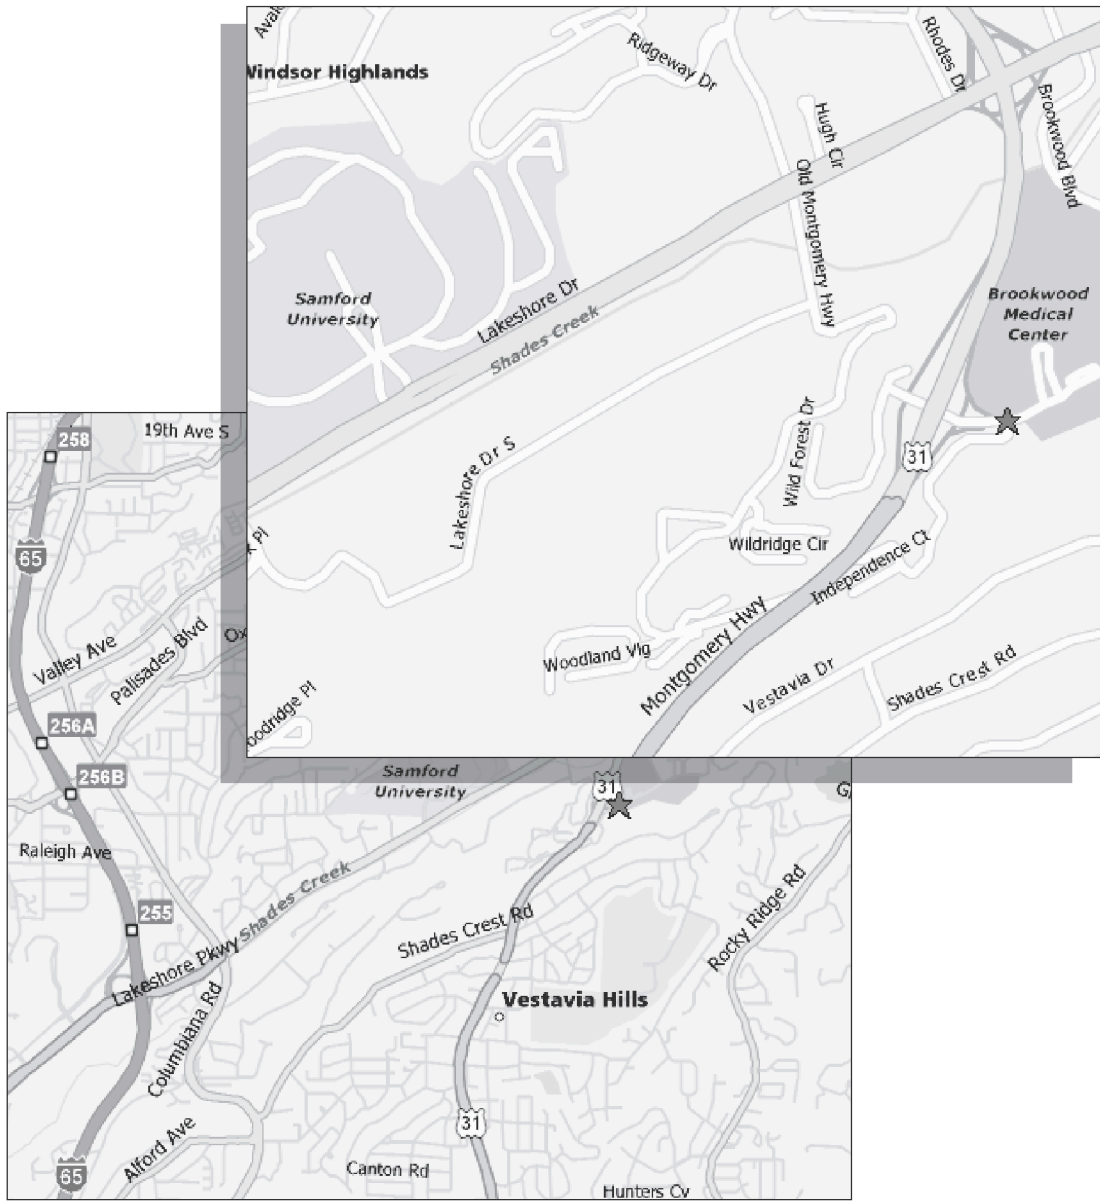 Ridgeway Dr
Rhodes Dr
Windsor Highlands
Brookwood Blvd
Hugh Cir
Old Montgomery Hwy
Samford
University
Lakeshore Dr
Shades Creek
Brookwood
Medical
Center
Lakeshore Dr S
Wild Forest Dr
31
Wildridge Cir
Independence Ct
Woodland Vlg
Montgomery Hwy
Vestavia Dr
Shades Crest Rd
oodridge Pl
k Pl
19th Ave S
258
65
Valley Ave
Palisades Blvd
Ox
256A
256B
Samford
University
31
Raleigh Ave
255
Shades Creek
Lakeshore Pkwy
Shades Crest Rd
Rocky Ridge Rd
Vestavia Hills
Columbiana Rd
31
Alford Ave
65
Canton Rd
Hunters Cv